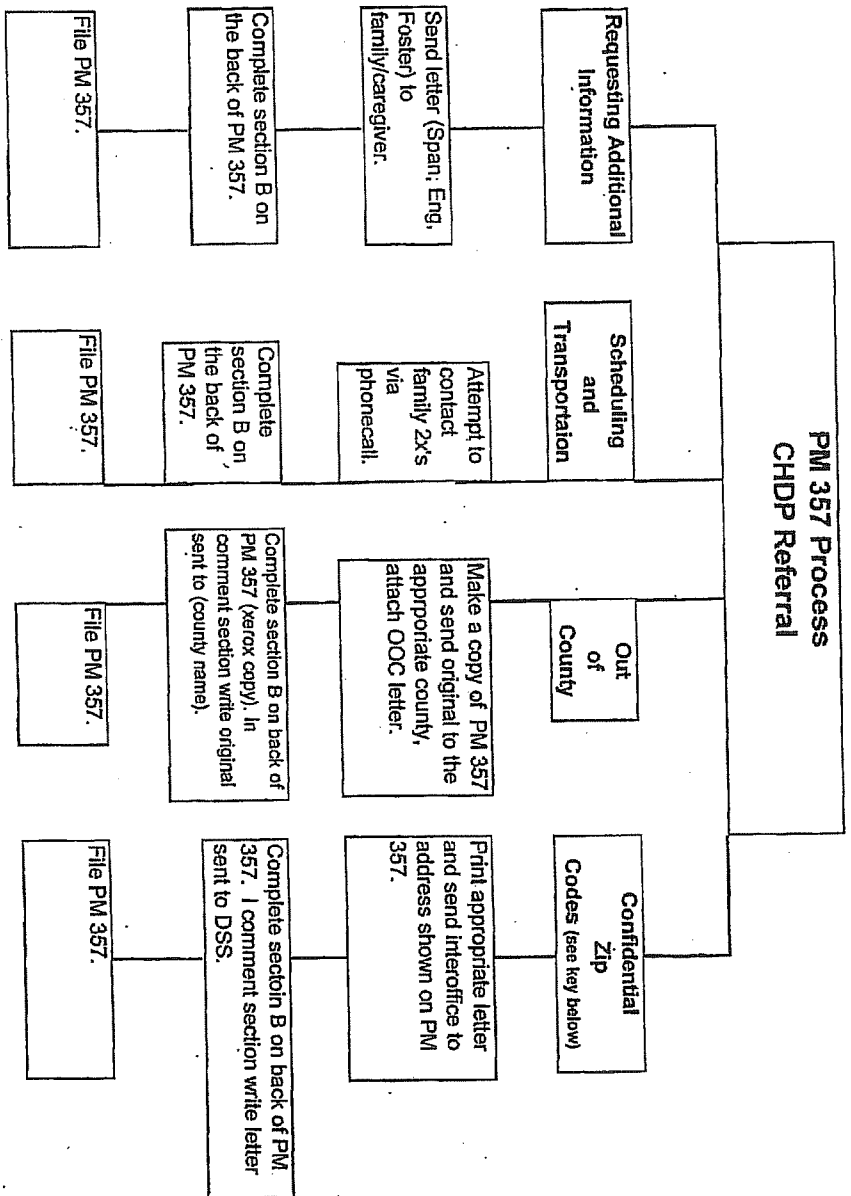 PM 357 Process
CHDP Referral
Requesting Additional
Information
Send letter (Span; Eng,
Foster) to
family/caregiver.
Complete section B on
the back of PM 357.
File PM 357.
Scheduling
and
Transportaion
Attempt to
contact
family 2x's
via
phonecall.
Complete
section B on
the back of
PM 357.
File PM 357.
Out
of
County
Make a copy of PM 357
and send original to the
apprporiate county,
attach OOC letter.
Complete section B on back of
PM 357 (xerox copy). In
comment section write original
sent to (county name).
File PM 357.
Confidential
Zip
Codes (see key below)
Print appropriate letter
and send interoffice to
address shown on PM
357.
Complete sectoin B on back of PM
357. I comment section write letter
sent to DSS.
File PM 357.